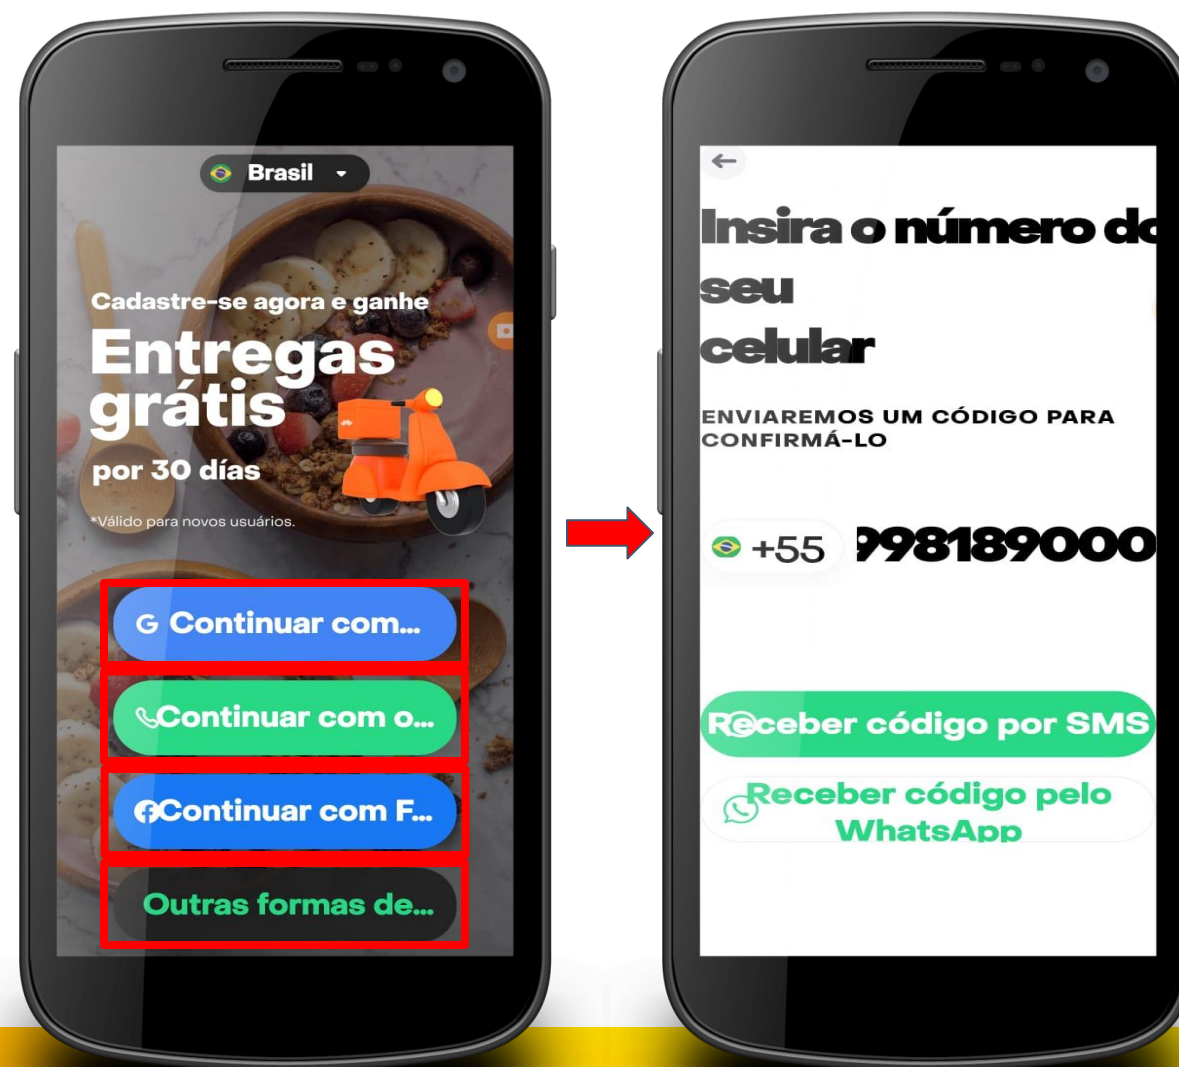 Brasil
Cadastre-se agora e ganhe
Entregas
grátis
por 30 días
*Válido para novos usuários.
G Continuar com...
Continuar com o...
Continuar com F...
Outras formas de...
Insira o número do
seu
celular
ENVIAREMOS UM CÓDIGO PARA
CONFIRMÁ-LO
+55 998189000
Receber código por SMS
Receber código pelo
WhatsApp